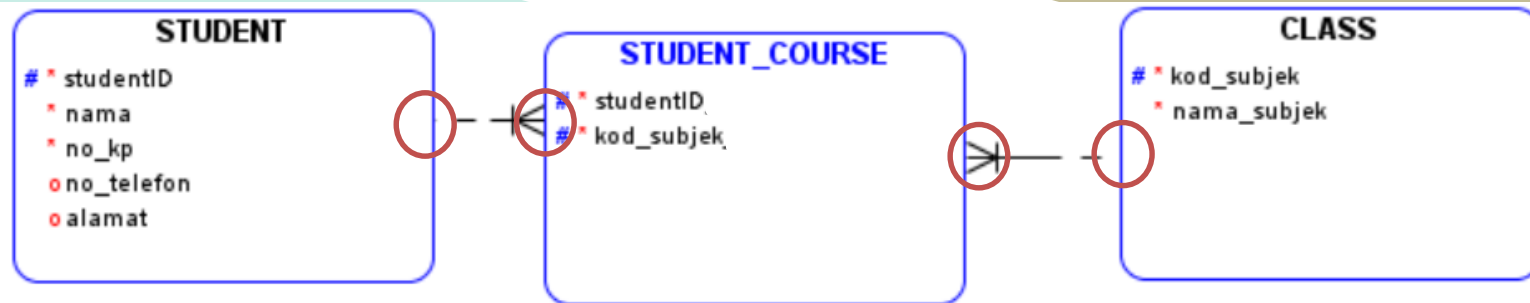 STUDENT
# * studentID
* nama
* no_kp
o no_telefon
o alamat
STUDENT_COURSE
# * studentID
# * kod_subjek
CLASS
# * kod_subjek
* nama_subjek